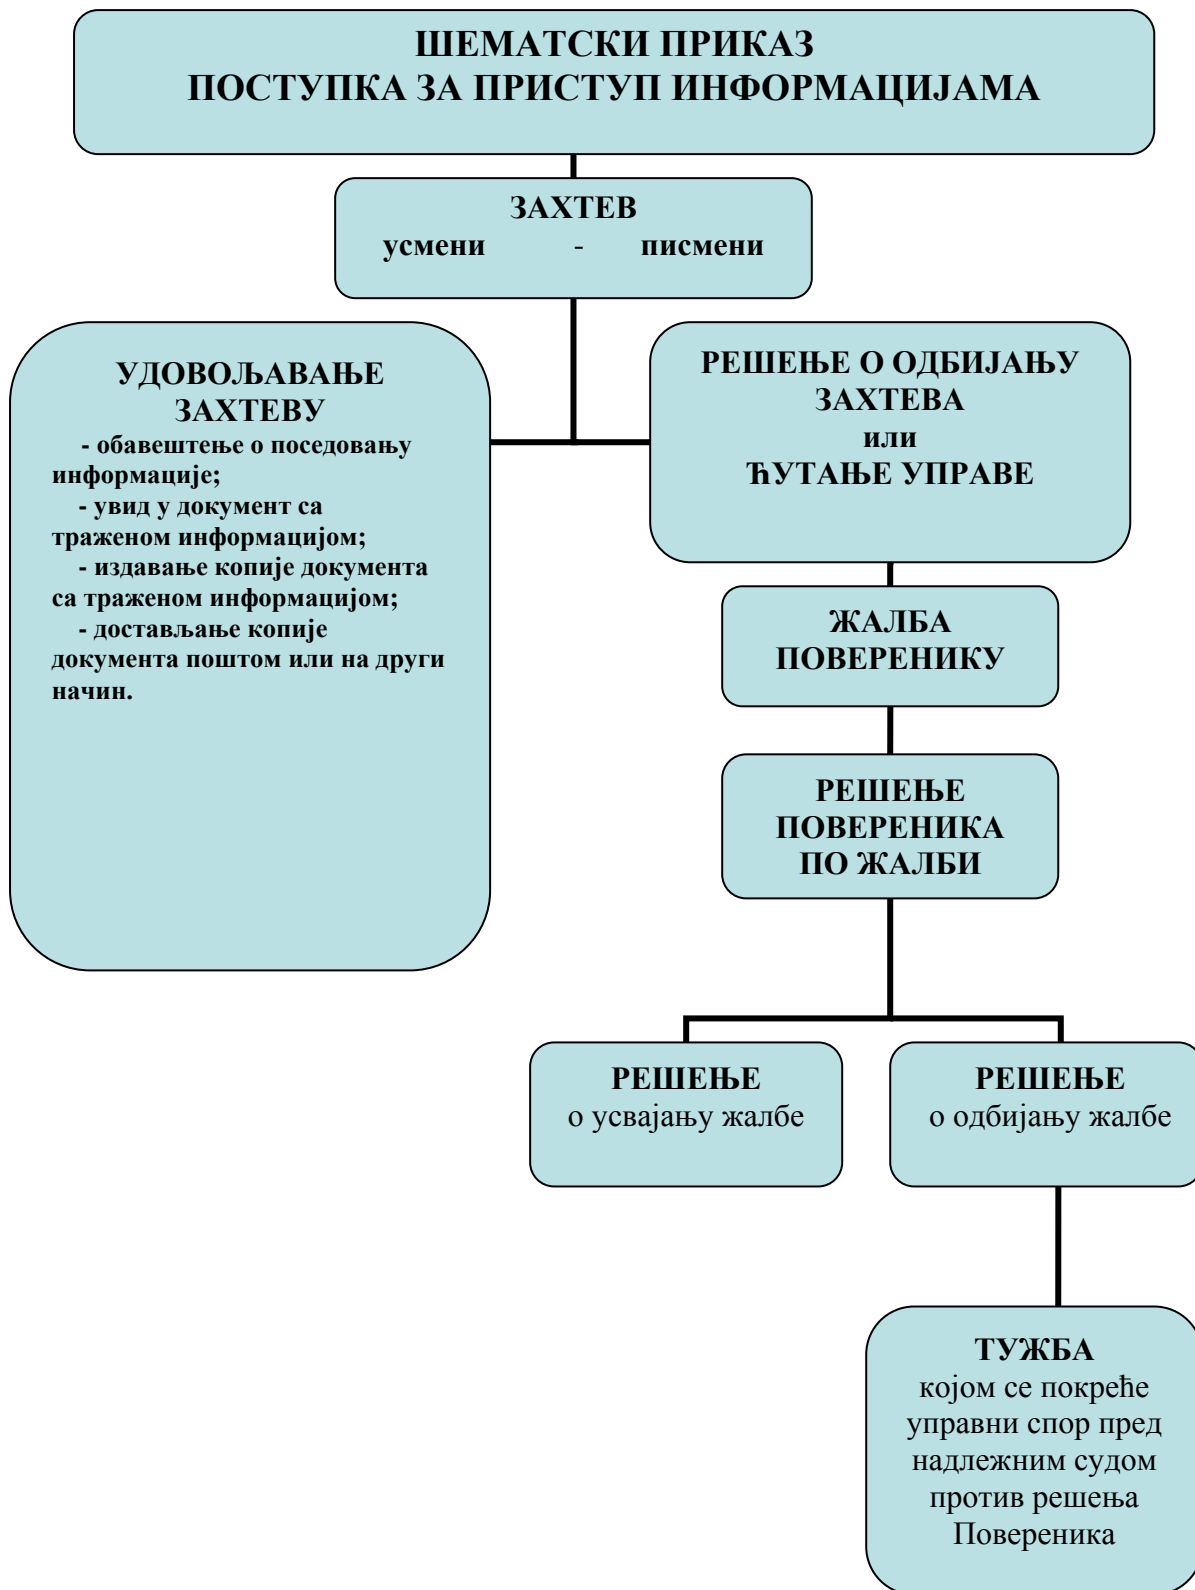 ШЕМАТСКИ ПРИКАЗ
ПОСТУПКА ЗА ПРИСТУП ИНФОРМАЦИЈАМА
ЗАХТЕВ
усмени - писмени
УДОВОЉАВАЊЕ
ЗАХТЕВУ
- обавештење о поседовању
информације;
- увид у документ са
траженом информацијом;
- издавање копије документа
са траженом информацијом;
- достављање копије
документа поштом или на други
начин.
РЕШЕЊЕ О ОДБИЈАЊУ
ЗАХТЕВА
или
ЋУТАЊЕ УПРАВЕ
ЖАЛБА
ПОВЕРЕНИКУ
РЕШЕЊЕ
ПОВЕРЕНИКА
ПО ЖАЛБИ
РЕШЕЊЕ
о усвајању жалбе
РЕШЕЊЕ
о одбијању жалбе
ТУЖБА
којом се покреће
управни спор пред
надлежним судом
против решења
Повереника